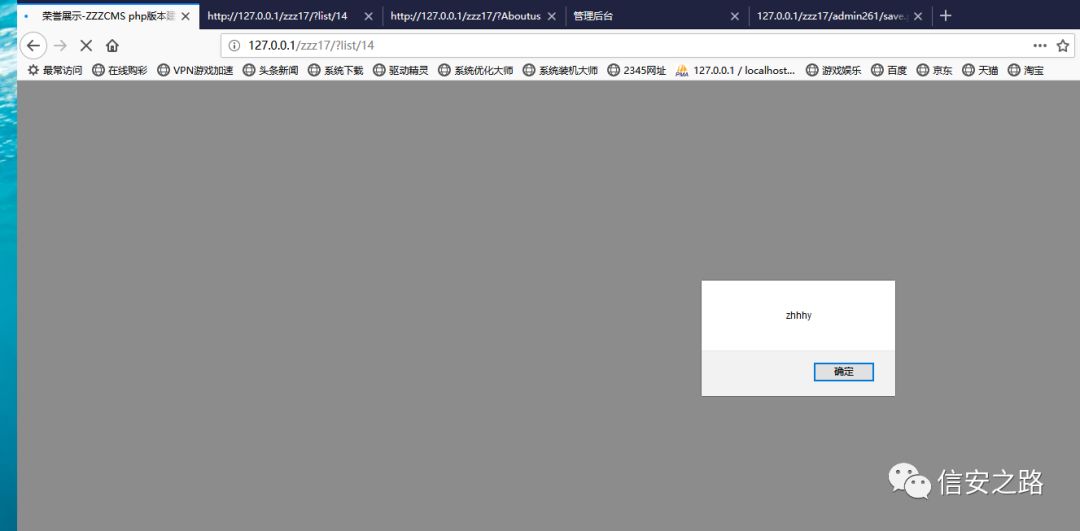 荣誉展示-ZZZCMS php版本建 http://127.0.0.1/zzz17/?list/14 http://127.0.0.1/zzz17/?Aboutus 管理后台 127.0.0.1/zzz17/admin261/save.
127.0.0.1/zzz17/?list/14
最常访问 在线购彩 VPN游戏加速 头条新闻 系统下载 驱动精灵 系统优化大师 系统装机大师 2345网址 PMA 127.0.0.1 / localhost... 游戏娱乐 百度 京东 天猫 淘宝
zhhhy
确定
信安之路